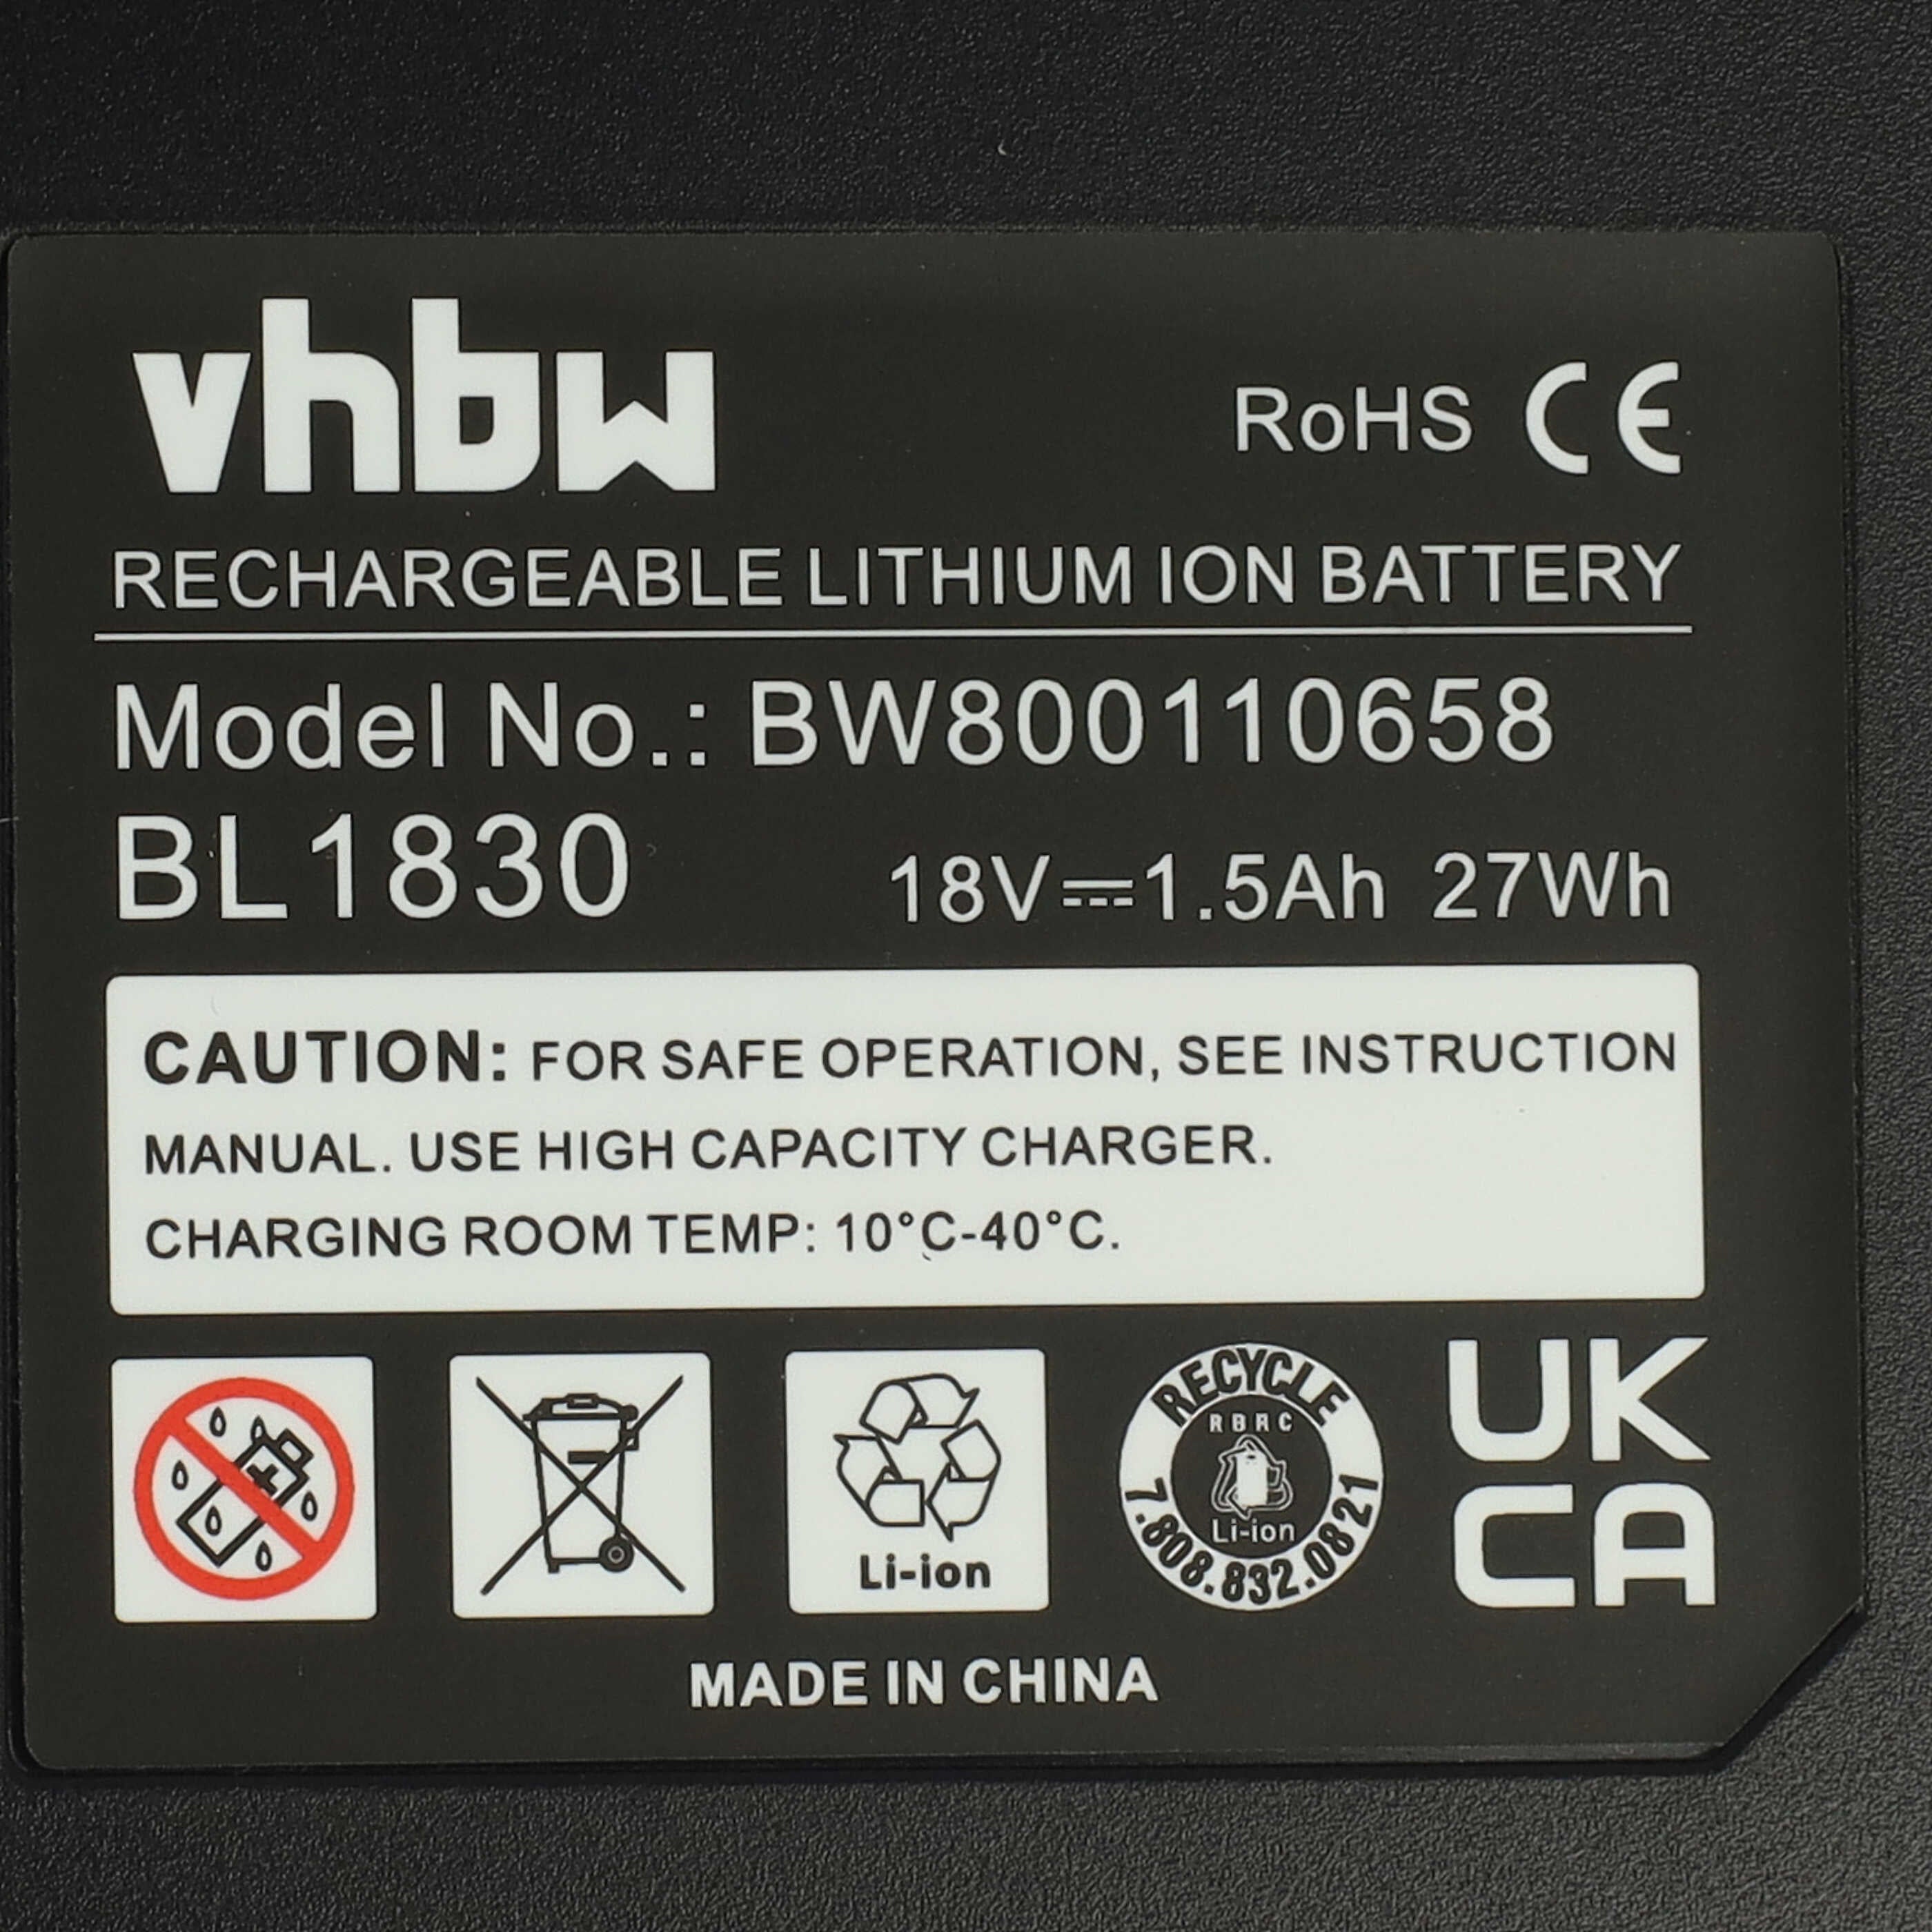 vhbw
RoHS CE
RECHARGEABLE LITHIUM ION BATTERY
Model No.: BW800110658
BL1830 18V⎓1.5Ah 27Wh
CAUTION: FOR SAFE OPERATION, SEE INSTRUCTION
MANUAL. USE HIGH CAPACITY CHARGER.
CHARGING ROOM TEMP: 10°C-40°C.
Li-ion
RECYCLE
RBRC
Li-ion
7.808.832.0821
UK
CA
MADE IN CHINA